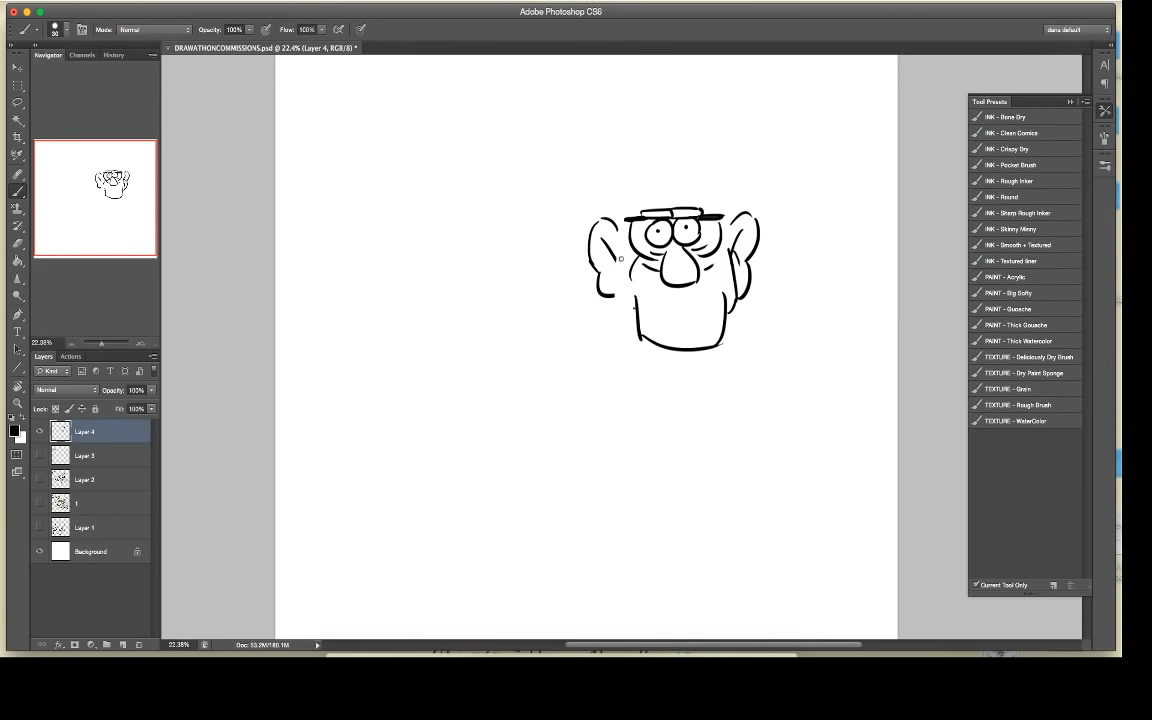 Adobe Photoshop CS6
30
Mode: Normal
Opacity: 100%
Flow: 100%
dana default
DRAWATHONCOMMISSIONS.psd @ 22.4% (Layer 4, RGB/8) *
Navigator
Channels
History
22.38%
Layers
Actions
Kind
Normal
Opacity: 100%
Lock:
Fill: 100%
Layer 4
Layer 3
Layer 2
1
Layer 1
Background
22.38%
Doc: 53.2M/180.1M
Tool Presets
INK - Bone Dry
INK - Clean Comics
INK - Crispy Dry
INK - Pocket Brush
INK - Rough Inker
INK - Round
INK - Sharp Rough Inker
INK - Skinny Minny
INK - Smooth + Textured
INK - Textured liner
PAINT - Acrylic
PAINT - Big Softy
PAINT - Guoache
PAINT - Thick Gouache
PAINT - Thick Watercolor
TEXTURE - Deliciously Dry Brush
TEXTURE - Dry Paint Sponge
TEXTURE - Grain
TEXTURE - Rough Brush
TEXTURE - WaterColor
Current Tool Only